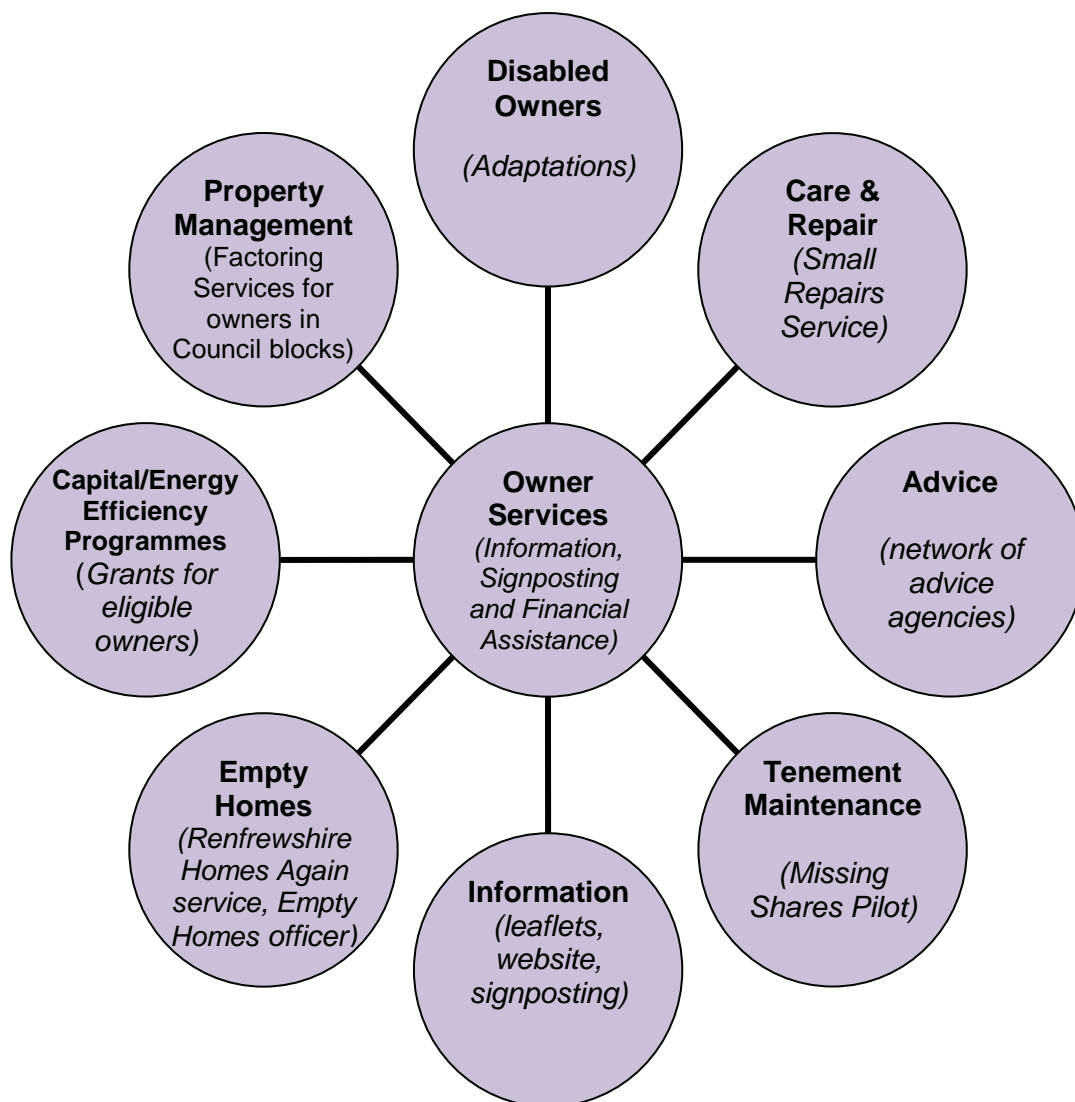 Disabled
Owners
(Adaptations)
Care &
Repair
(Small
Repairs
Service)
Advice
(network of
advice
agencies)
Tenement
Maintenance
(Missing
Shares Pilot)
Information
(leaflets,
website,
signposting)
Empty
Homes
(Renfrewshire
Homes Again
service, Empty
Homes officer)
Capital/Energy
Efficiency
Programmes
(Grants for
eligible
owners)
Property
Management
(Factoring
Services for
owners in
Council blocks)
Owner
Services
(Information,
Signposting
and Financial
Assistance)